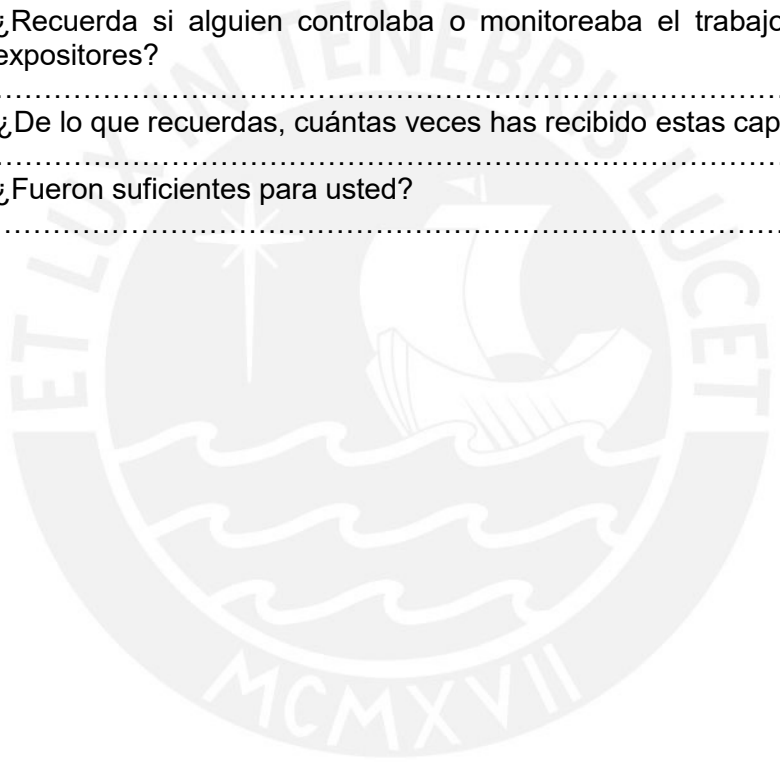 ¿Recuerda si alguien controlaba o monitoreaba el trabajo
expositores?
¿De lo que recuerdas, cuántas veces has recibido estas cap
¿Fueron suficientes para usted?
ET LUX IN TENEBRIS LUCET
MCMXVII